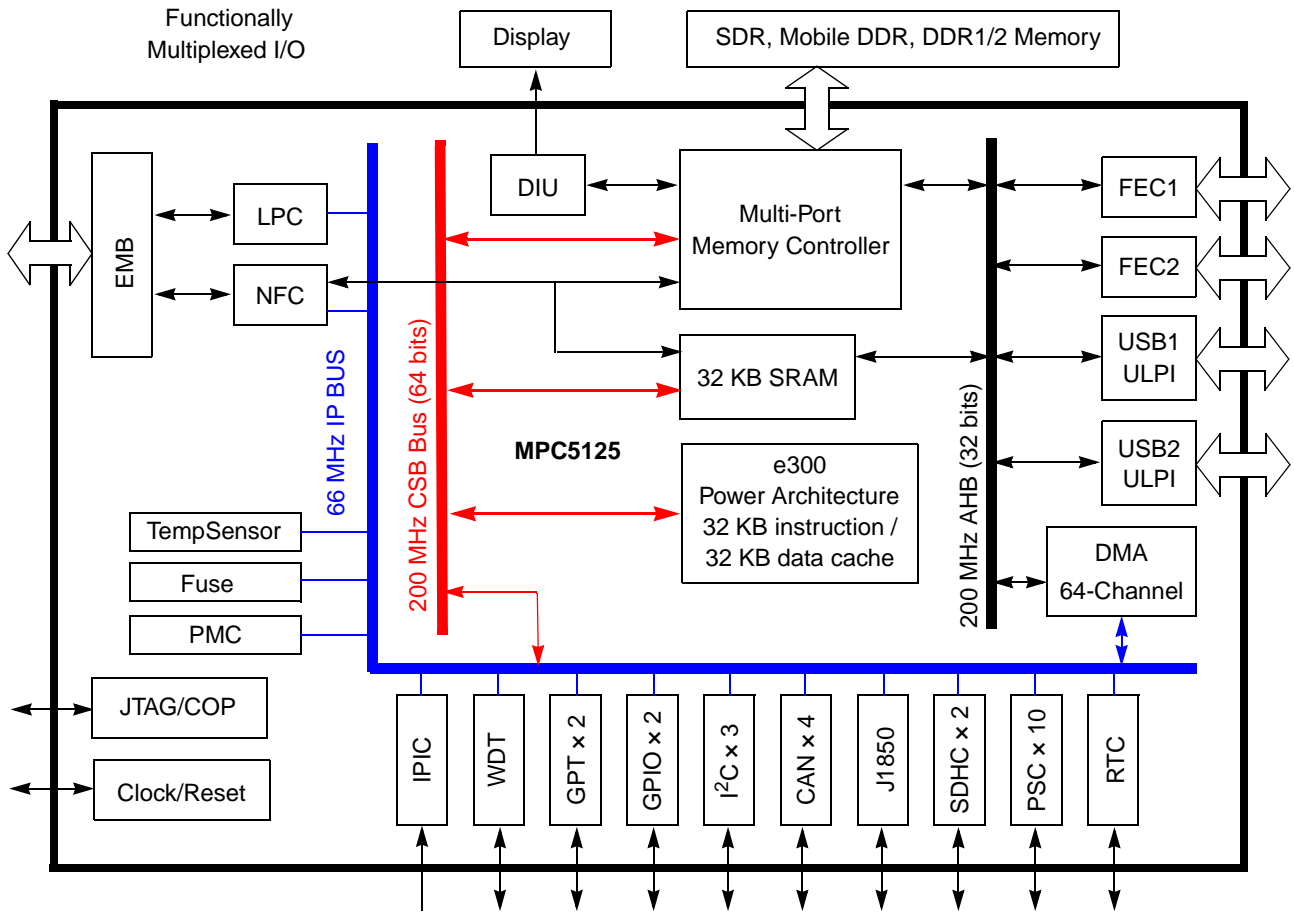 Functionally
Multiplexed I/O
Display
SDR, Mobile DDR, DDR1/2 Memory
EMB
LPC
NFC
DIU
Multi-Port
Memory Controller
FEC1
FEC2
USB1
ULPI
USB2
ULPI
32 KB SRAM
66 MHz IP BUS
200 MHz CSB Bus (64 bits)
MPC5125
e300
Power Architecture
32 KB instruction /
32 KB data cache
200 MHz AHB (32 bits)
DMA
64-Channel
TempSensor
Fuse
PMC
JTAG/COP
Clock/Reset
IPIC
WDT
GPT × 2
GPIO × 2
I²C × 3
CAN × 4
J1850
SDHC × 2
PSC × 10
RTC